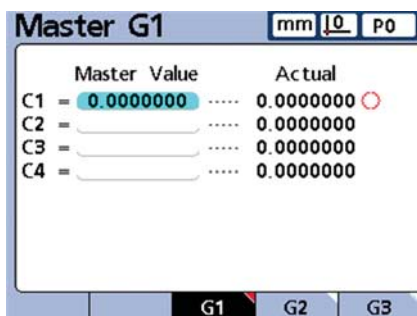 Master G1 mm 0 P0
Master Value Actual
C1 = 0.0000000 ..... 0.0000000
C2 = ..... 0.0000000
C3 = ..... 0.0000000
C4 = ..... 0.0000000
G1 G2 G3